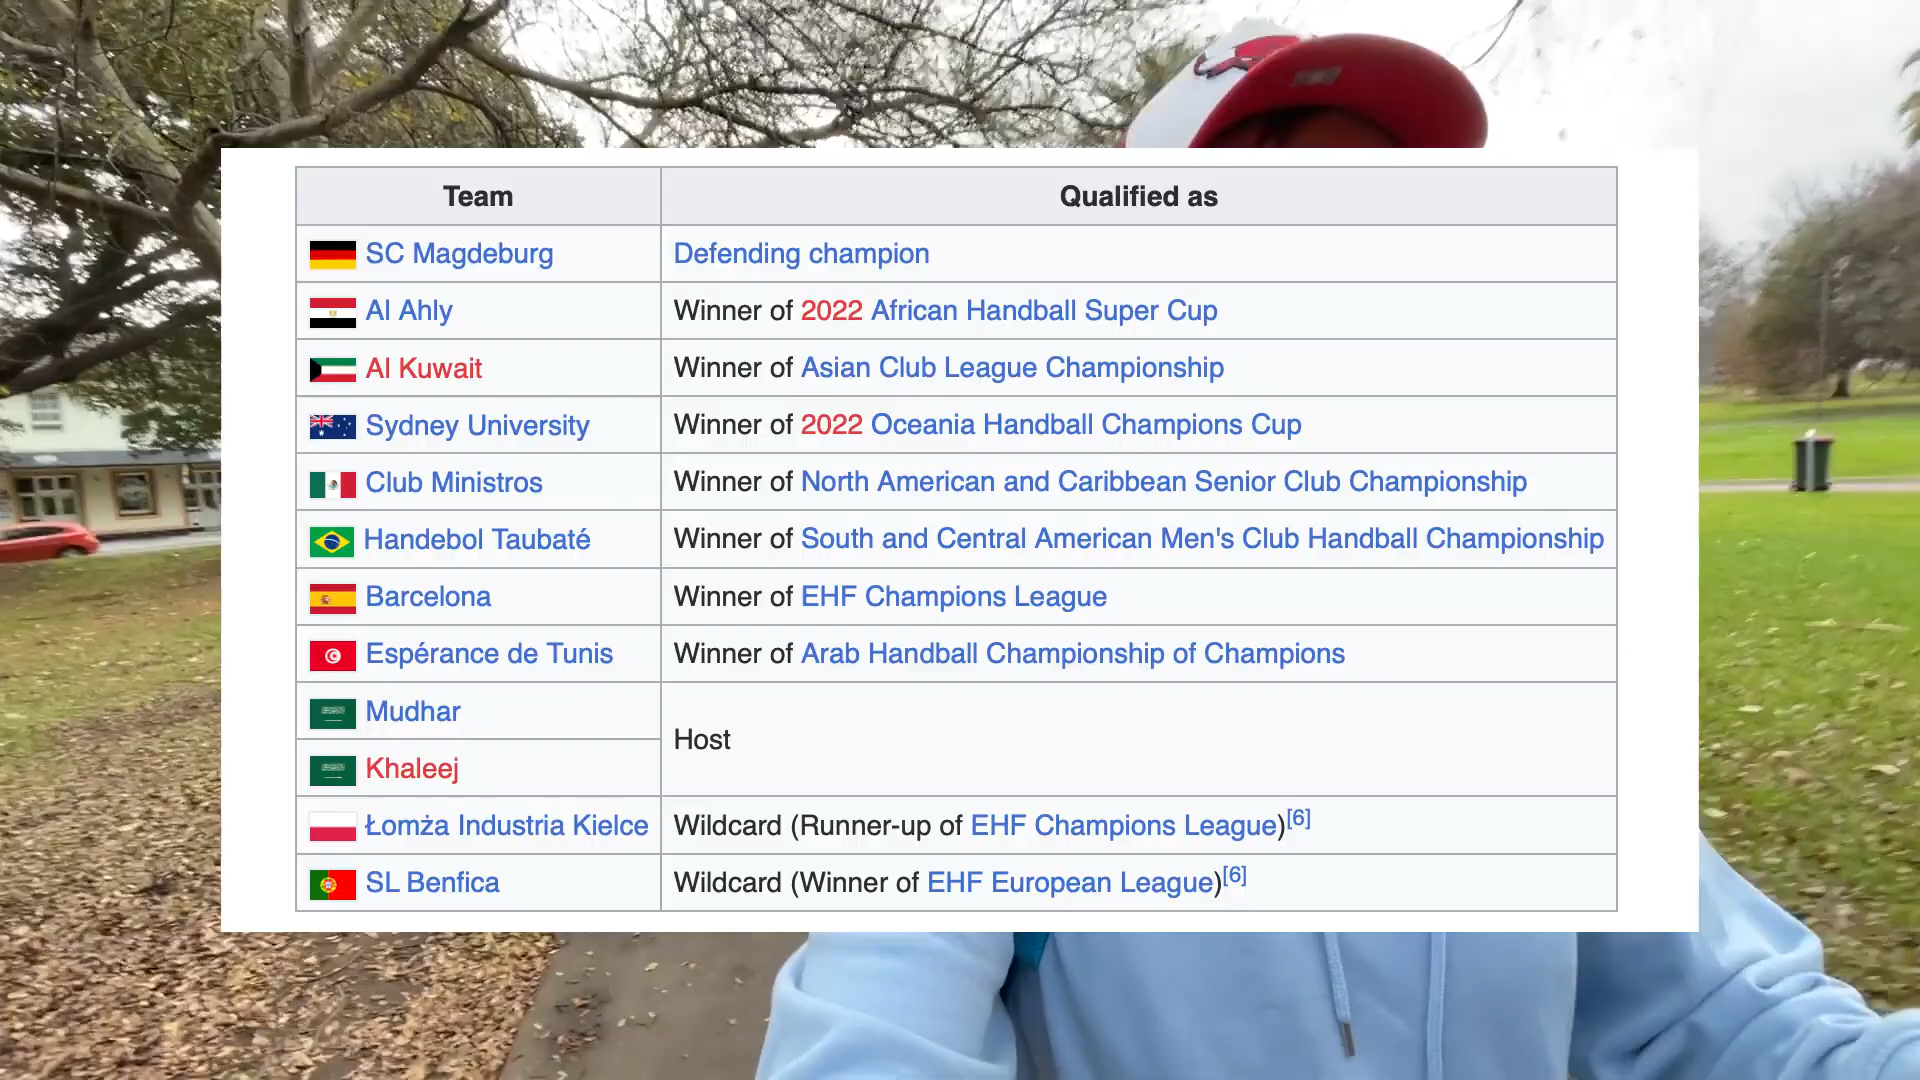 Team Qualified as
SC Magdeburg Defending champion
Al Ahly Winner of 2022 African Handball Super Cup
Al Kuwait Winner of Asian Club League Championship
Sydney University Winner of 2022 Oceania Handball Champions Cup
Club Ministros Winner of North American and Caribbean Senior Club Championship
Handebol Taubaté Winner of South and Central American Men's Club Handball Championship
Barcelona Winner of EHF Champions League
Espérance de Tunis Winner of Arab Handball Championship of Champions
Mudhar
Host
Khaleej
Łomża Industria Kielce Wildcard (Runner-up of EHF Champions League)[6]
SL Benfica Wildcard (Winner of EHF European League)[6]